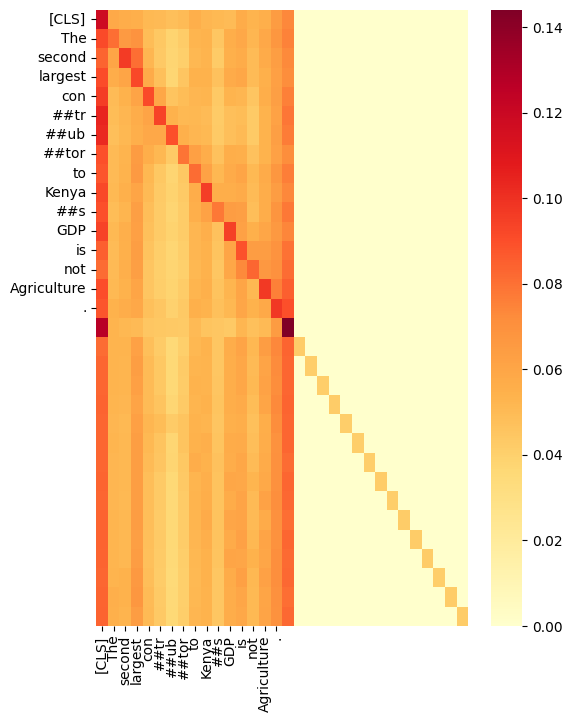 [CLS]
The
second
largest
con
##tr
##ub
##tor
to
Kenya
##s
GDP
is
not
Agriculture
.
0.14
0.12
0.10
0.08
0.06
0.04
0.02
0.00
[CLS]
The
second
largest
con
##tr
##ub
##tor
to
Kenya
##s
GDP
is
not
Agriculture
.